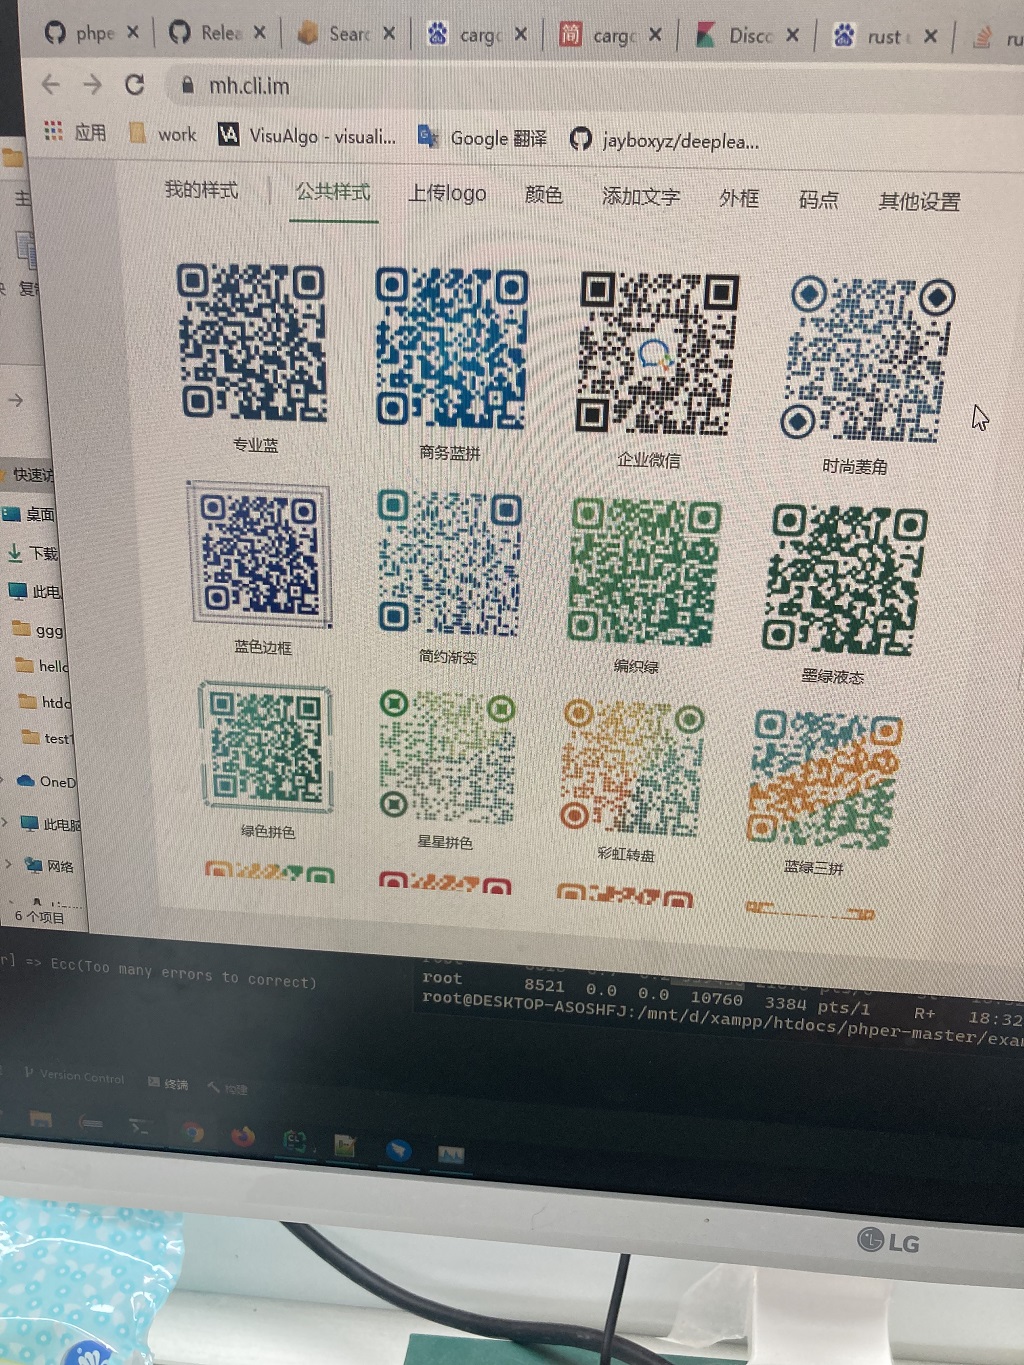 phpe
Relea
Searc
cargo
cargo
Disco
rust
ru
mh.cli.im
应用
work
VisuAlgo - visuali...
Google 翻译
jayboxyz/deeplea...
我的样式
公共样式
上传logo
颜色
添加文字
外框
码点
其他设置
专业蓝
商务蓝拼
企业微信
时尚菱角
蓝色边框
简约渐变
编织绿
墨绿液态
绿色拼色
星星拼色
彩虹转盘
蓝绿三拼
主
复制
快速访
桌面
下载
此电
ggg
hello
htdc
test1
OneD
此电脑
网络
6 个项目
r] => Ecc(Too many errors to correct)
root 8521 0.0 0.0 10760 3384 pts/1 R+ 18:32
root@DESKTOP-ASOSHFJ:/mnt/d/xampp/htdocs/phper-master/exa
Version Control
终端
构建
LG